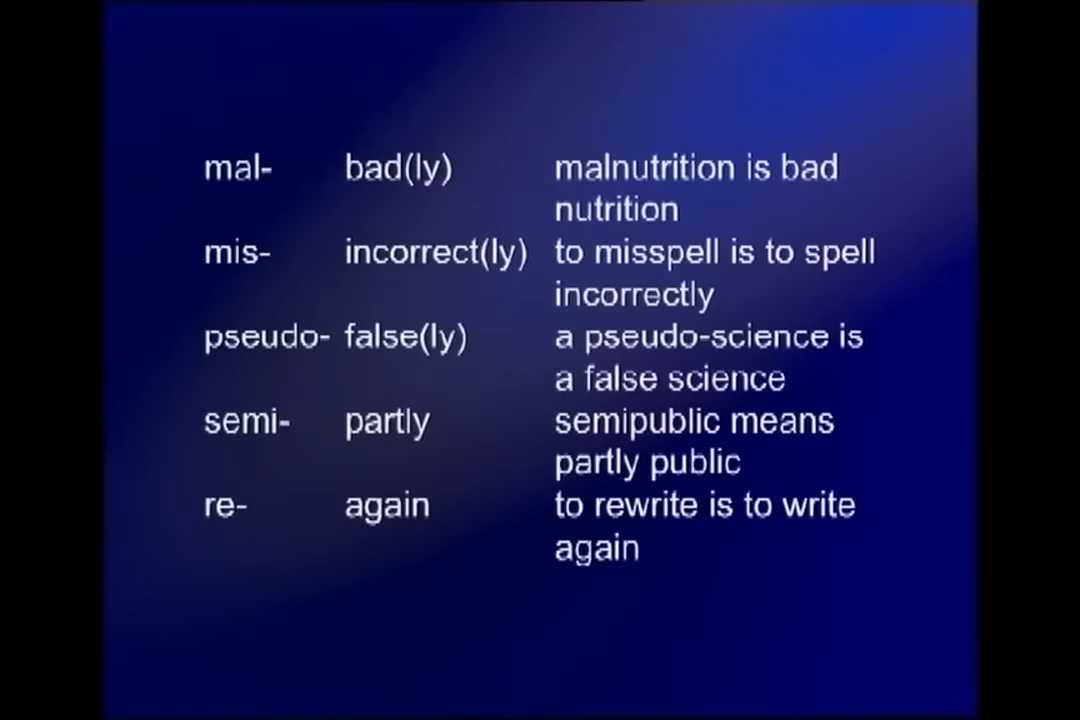 mal- bad(ly) malnutrition is bad
nutrition
mis- incorrect(ly) to misspell is to spell
incorrectly
pseudo- false(ly) a pseudo-science is
a false science
semi- partly semipublic means
partly public
re- again to rewrite is to write
again